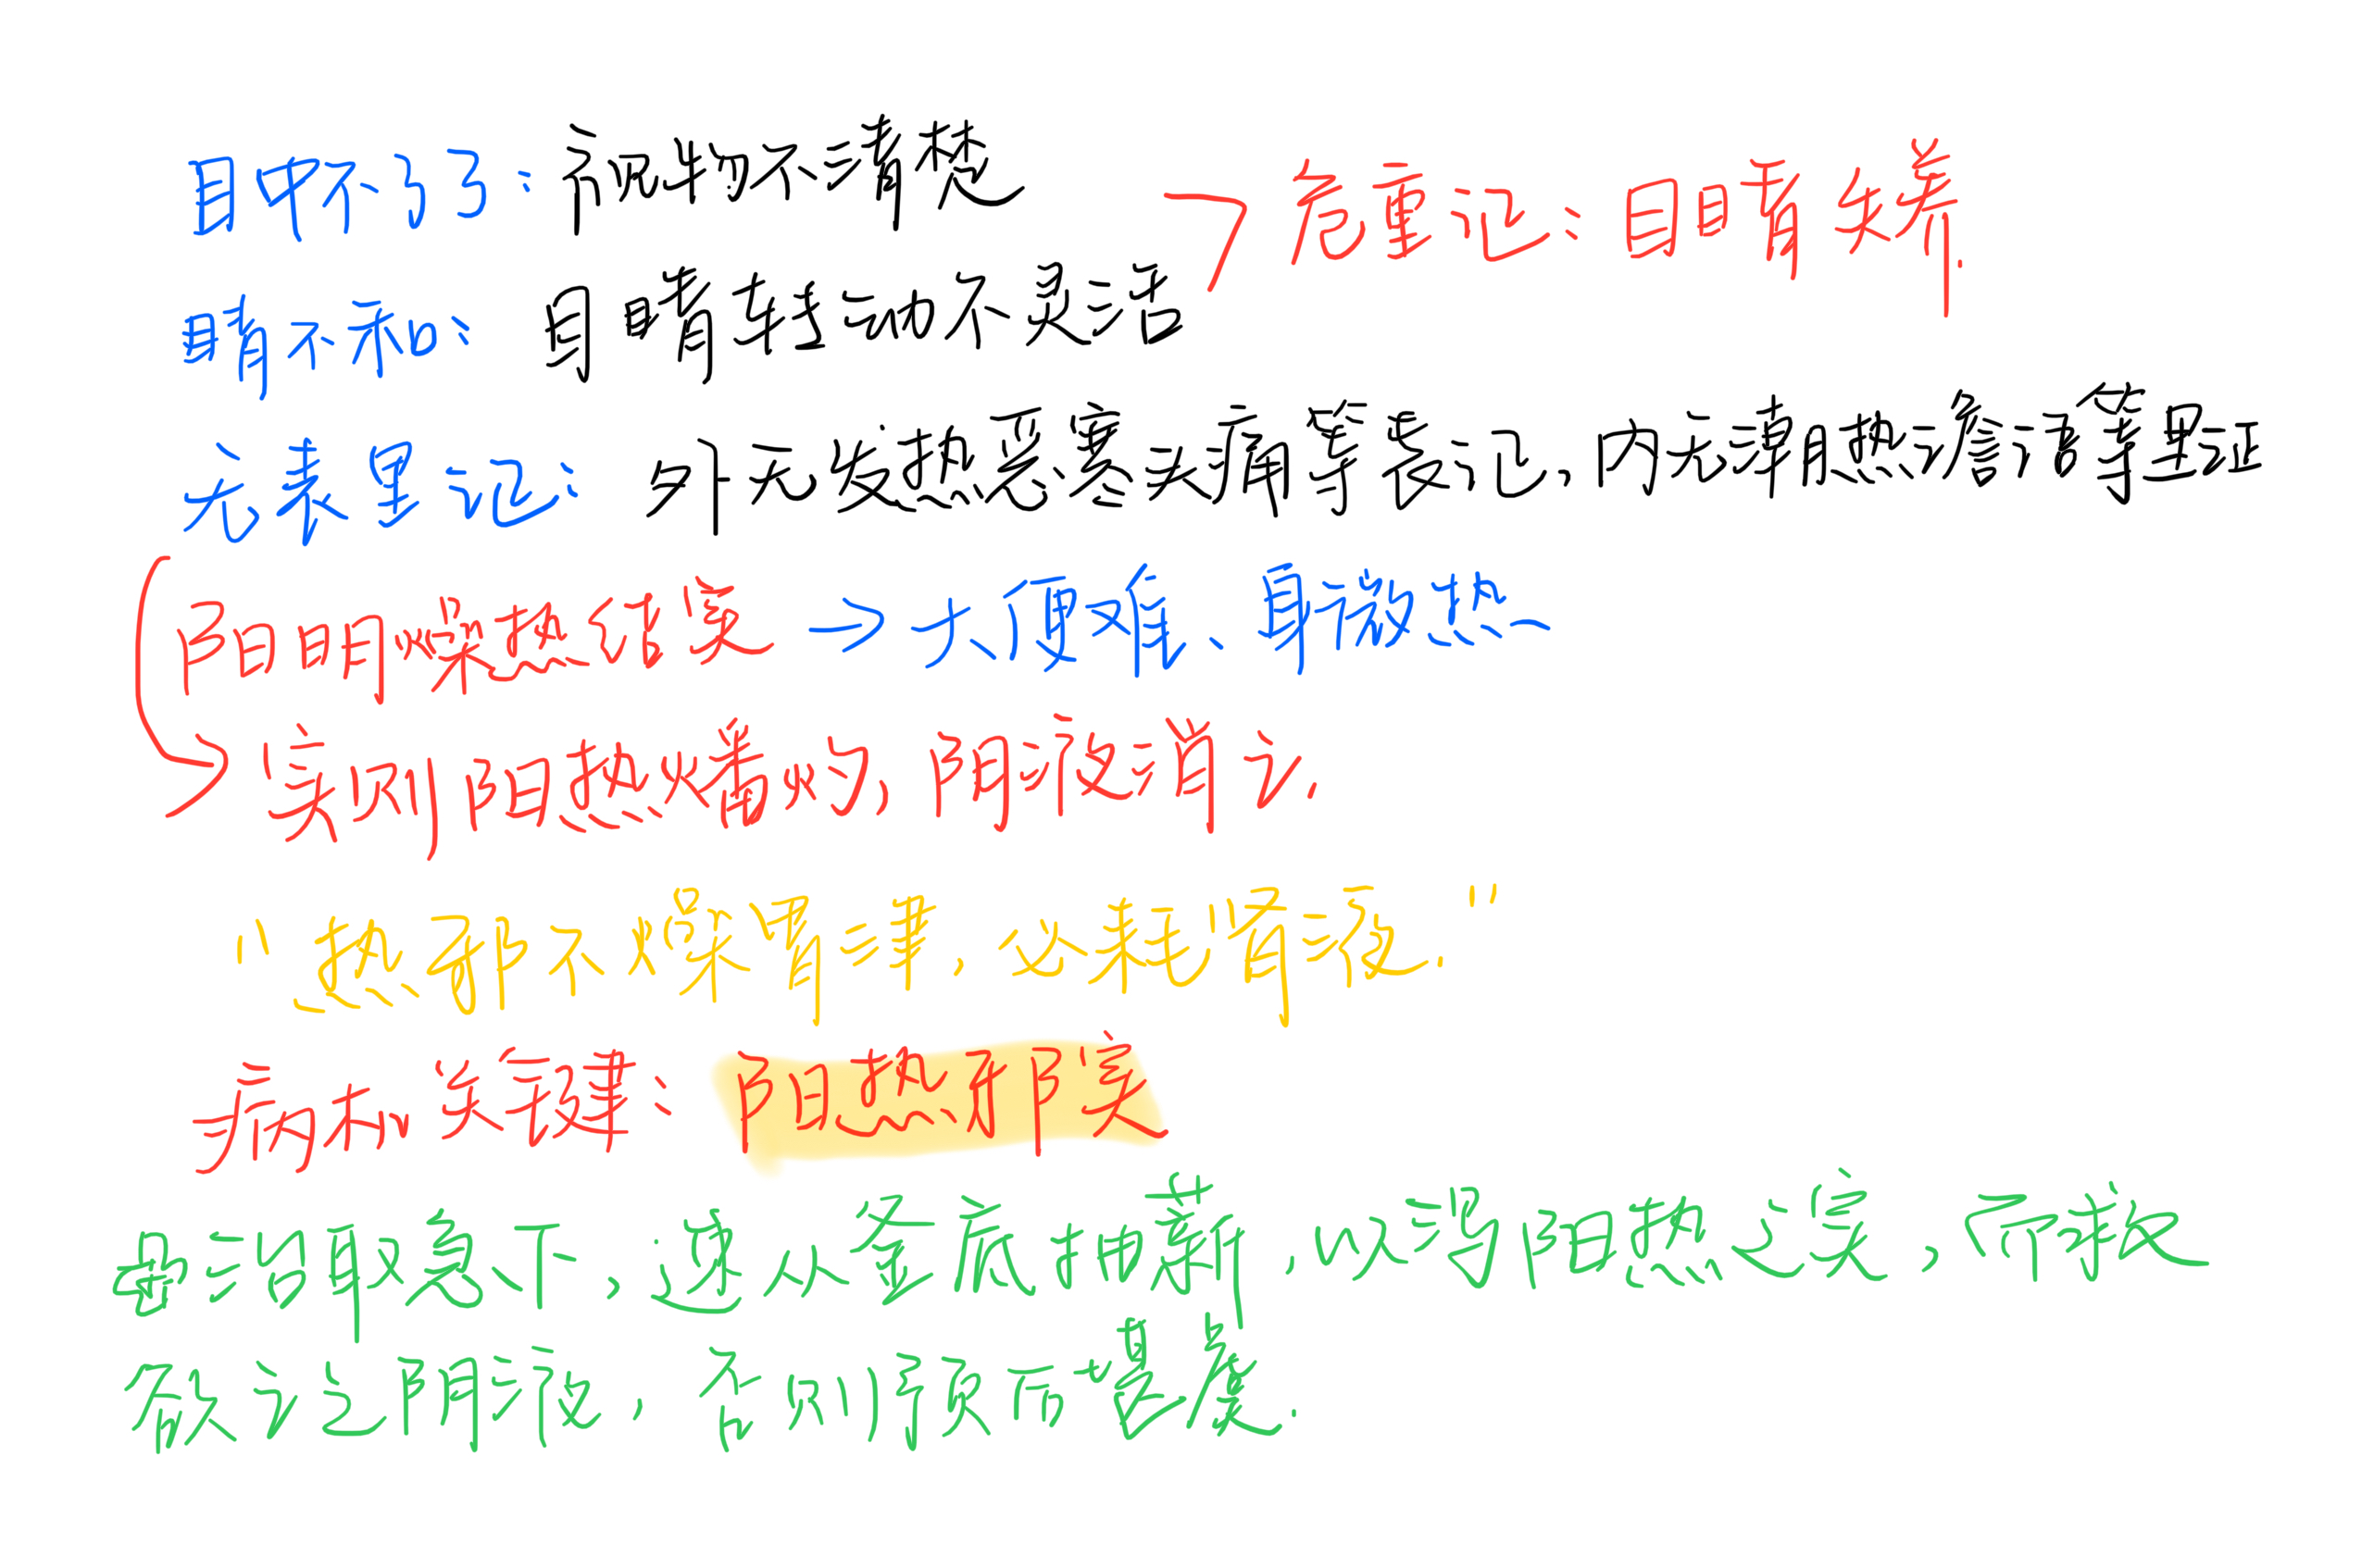 目中不了了：视物不清楚
危重证：目睛失养.
睛不和：目睛转动不灵活
无表里证：外无发热恶寒头痛等表证，内无潮热谵语等里证
阳明燥热结实→大便难、身微热
实则阳热燔灼，阴液消亡.
"热邪不燥胃津，必耗肾液."
病机关键：阳热邪实
故治取急下，速从釜底抽薪，以泻阳热之实，而救
欲亡之阴液，否则预后甚差.